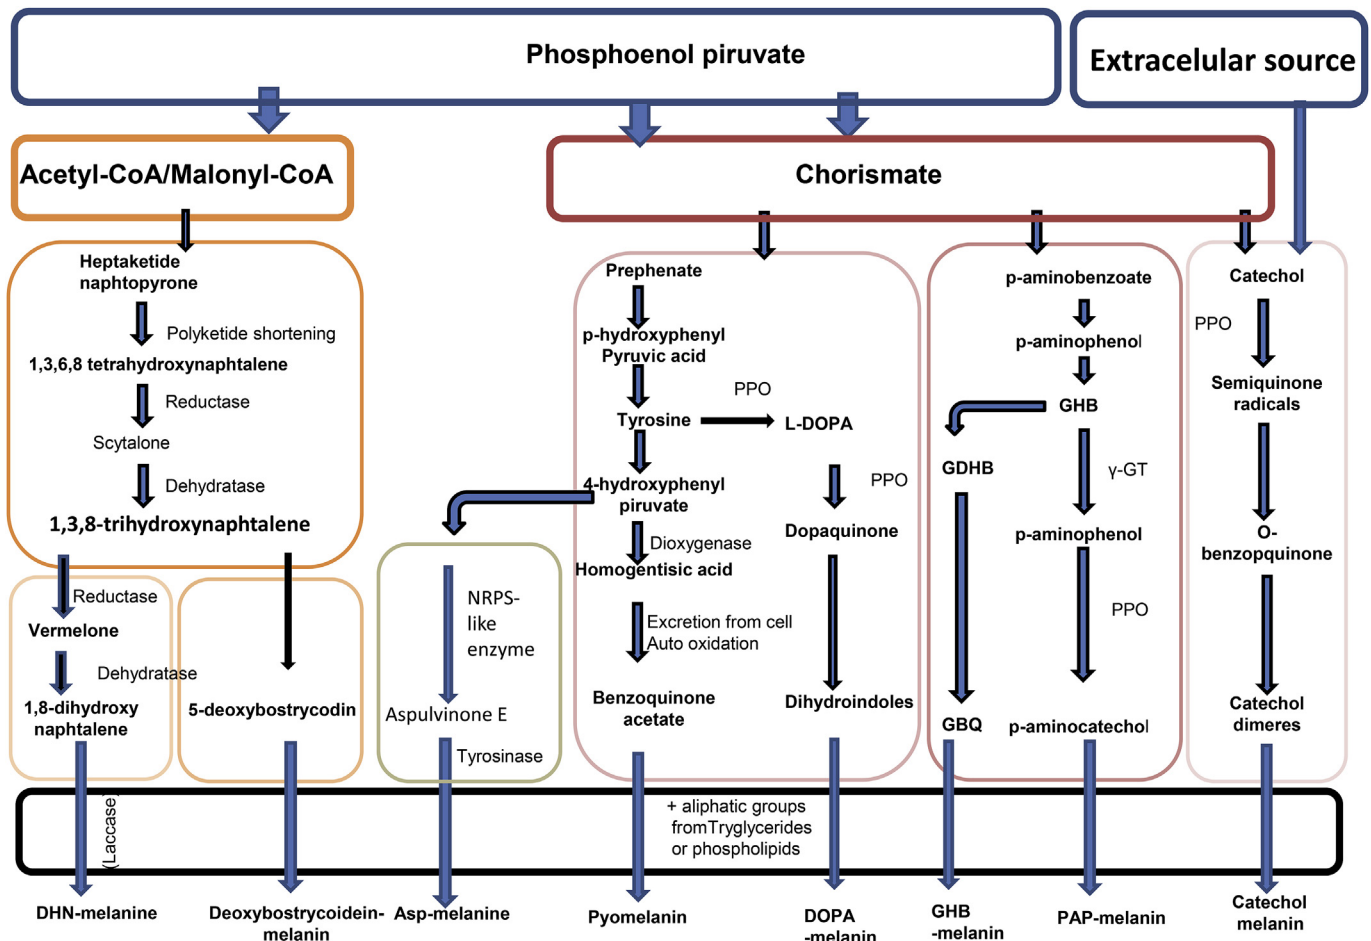 Phosphoenol piruvate
Extracelular source
Acetyl-CoA/Malonyl-CoA
Chorismate
Heptaketide
naphtopyrone
Polyketide shortening
1,3,6,8 tetrahydroxynaphtalene
Reductase
Scytalone
Dehydratase
1,3,8-trihydroxynaphtalene
Reductase
Vermelone
Dehydratase
1,8-dihydroxy
naphtalene
5-deoxybostrycodin
NRPS-
like
enzyme
Aspulvinone E
Tyrosinase
Prephenate
p-hydroxyphenyl
Pyruvic acid
Tyrosine
PPO
L-DOPA
4-hydroxyphenyl
piruvate
PPO
Dioxygenase
Dopaquinone
Homogentisic acid
Excretion from cell
Auto oxidation
Benzoquinone
acetate
Dihydroindoles
p-aminobenzoate
p-aminophenol
GHB
GDHB
γ-GT
p-aminophenol
PPO
GBQ
p-aminocatechol
Catechol
PPO
Semiquinone
radicals
O-
benzopquinone
Catechol
dimeres
(Laccase)
+ aliphatic groups
fromTryglycerides
or phospholipids
DHN-melanine
Deoxybostrycoidein-
melanin
Asp-melanine
Pyomelanin
DOPA
-melanin
GHB
-melanin
PAP-melanin
Catechol
melanin